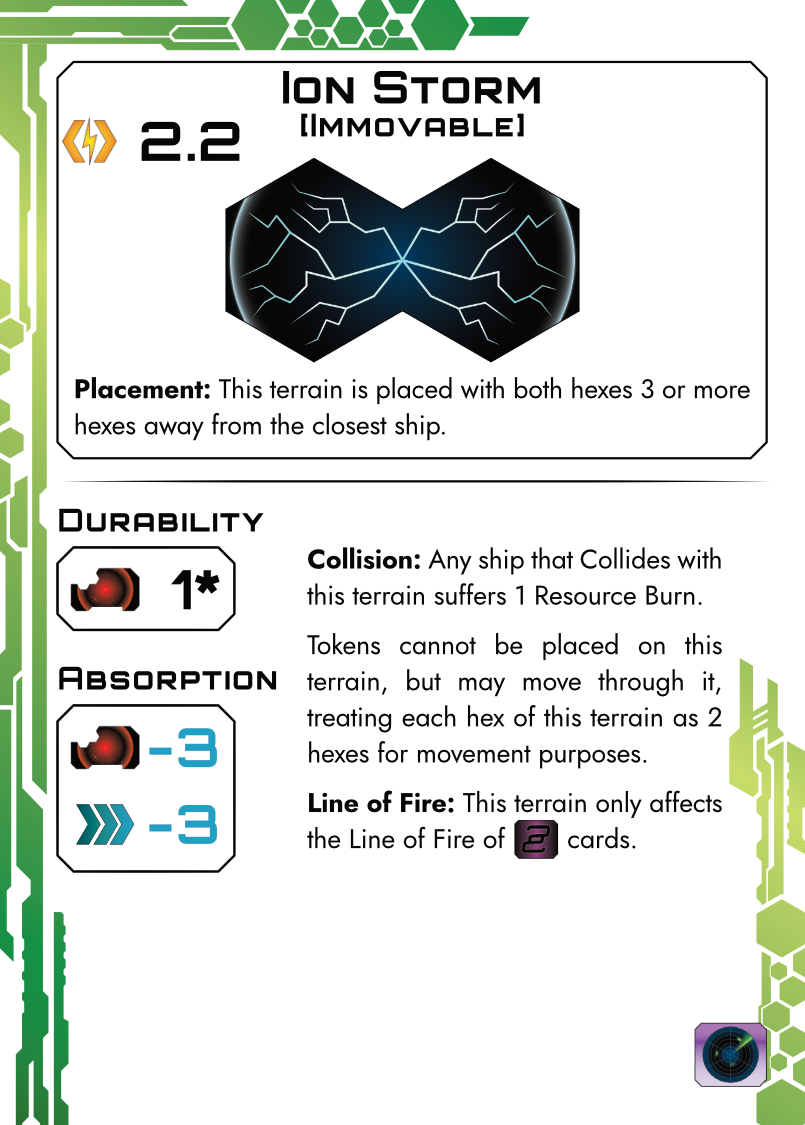 Ion Storm
[Immovable]
2.2
Placement: This terrain is placed with both hexes 3 or more
hexes away from the closest ship.
Durability
1*
Absorption
-3
-3
Collision: Any ship that Collides with
this terrain suffers 1 Resource Burn.
Tokens cannot be placed on this
terrain, but may move through it,
treating each hex of this terrain as 2
hexes for movement purposes.
Line of Fire: This terrain only affects
the Line of Fire of 2 cards.